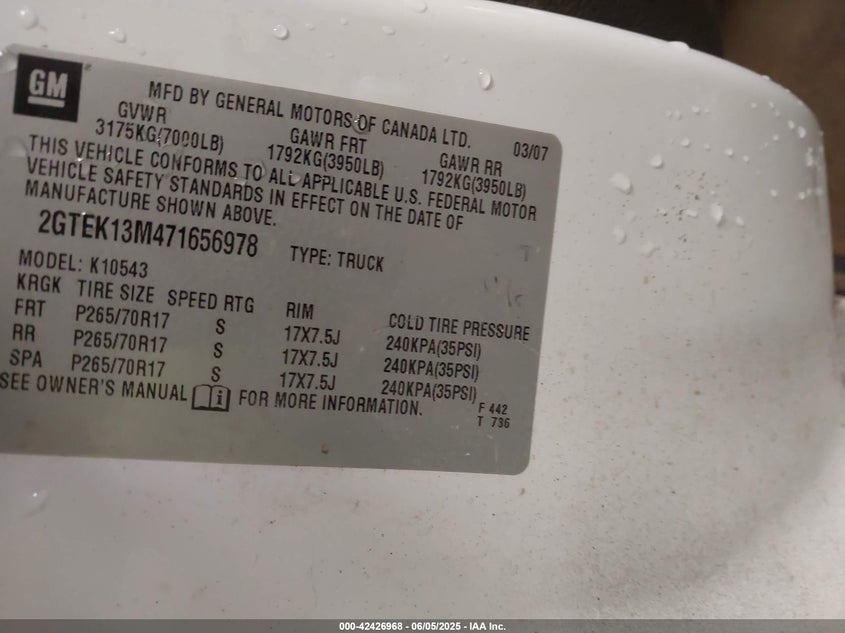 GM
MFD BY GENERAL MOTORS OF CANADA LTD. 03/07
GVWR GAWR FRT GAWR RR
3175KG(7000LB) 1792KG(3950LB) 1792KG(3950LB)
THIS VEHICLE CONFORMS TO ALL APPLICABLE U.S. FEDERAL MOTOR
VEHICLE SAFETY STANDARDS IN EFFECT ON THE DATE OF
MANUFACTURE SHOWN ABOVE.
2GTEK13M471656978 TYPE: TRUCK
MODEL: K10543
KRGK TIRE SIZE SPEED RTG RIM COLD TIRE PRESSURE
FRT P265/70R17 S 17X7.5J 240KPA(35PSI)
RR P265/70R17 S 17X7.5J 240KPA(35PSI)
SPA P265/70R17 S 17X7.5J 240KPA(35PSI)
SEE OWNER'S MANUAL i FOR MORE INFORMATION.
F 442
T 736
000-42426968 - 06/05/2025 - IAA Inc.